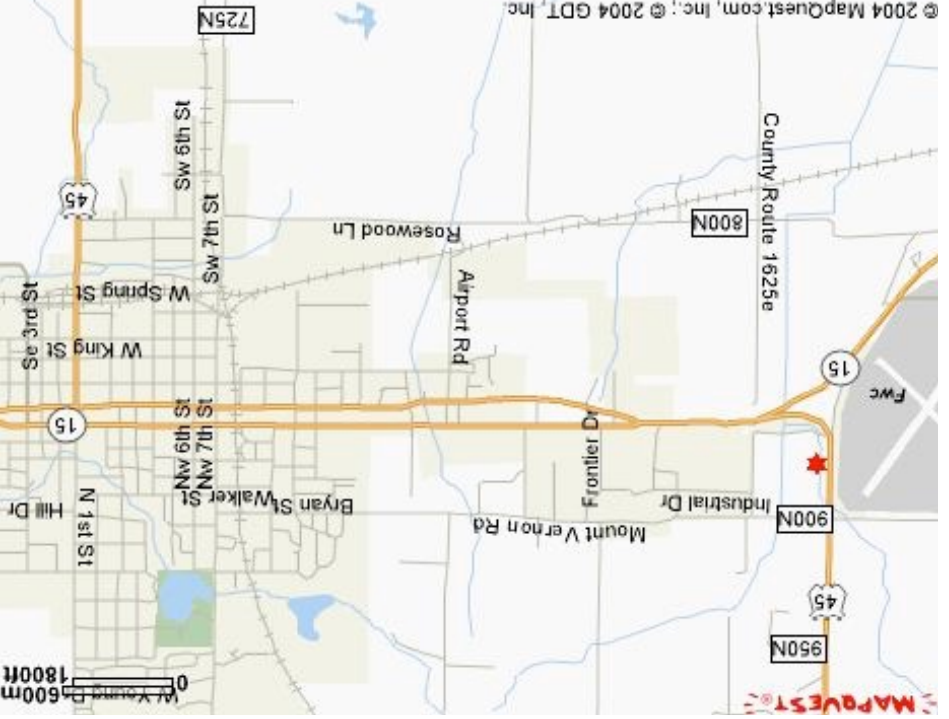 MAPQUEST®
0 600m
1800ft
W Young Dr
950N
45
900N
Industrial Dr
Mount Vernon Rd
Bryan St
Walker St
Hill Dr
N 1st St
Frontier Dr
Nw 7th St
Nw 6th St
15
Fwc
15
W King St
Se 3rd St
Airport Rd
W Spring St
Rosewood Ln
800N
County Route 1625e
Sw 7th St
45
Sw 6th St
725N
© 2004 MapQuest.com, Inc.; © 2004 GDT, Inc.